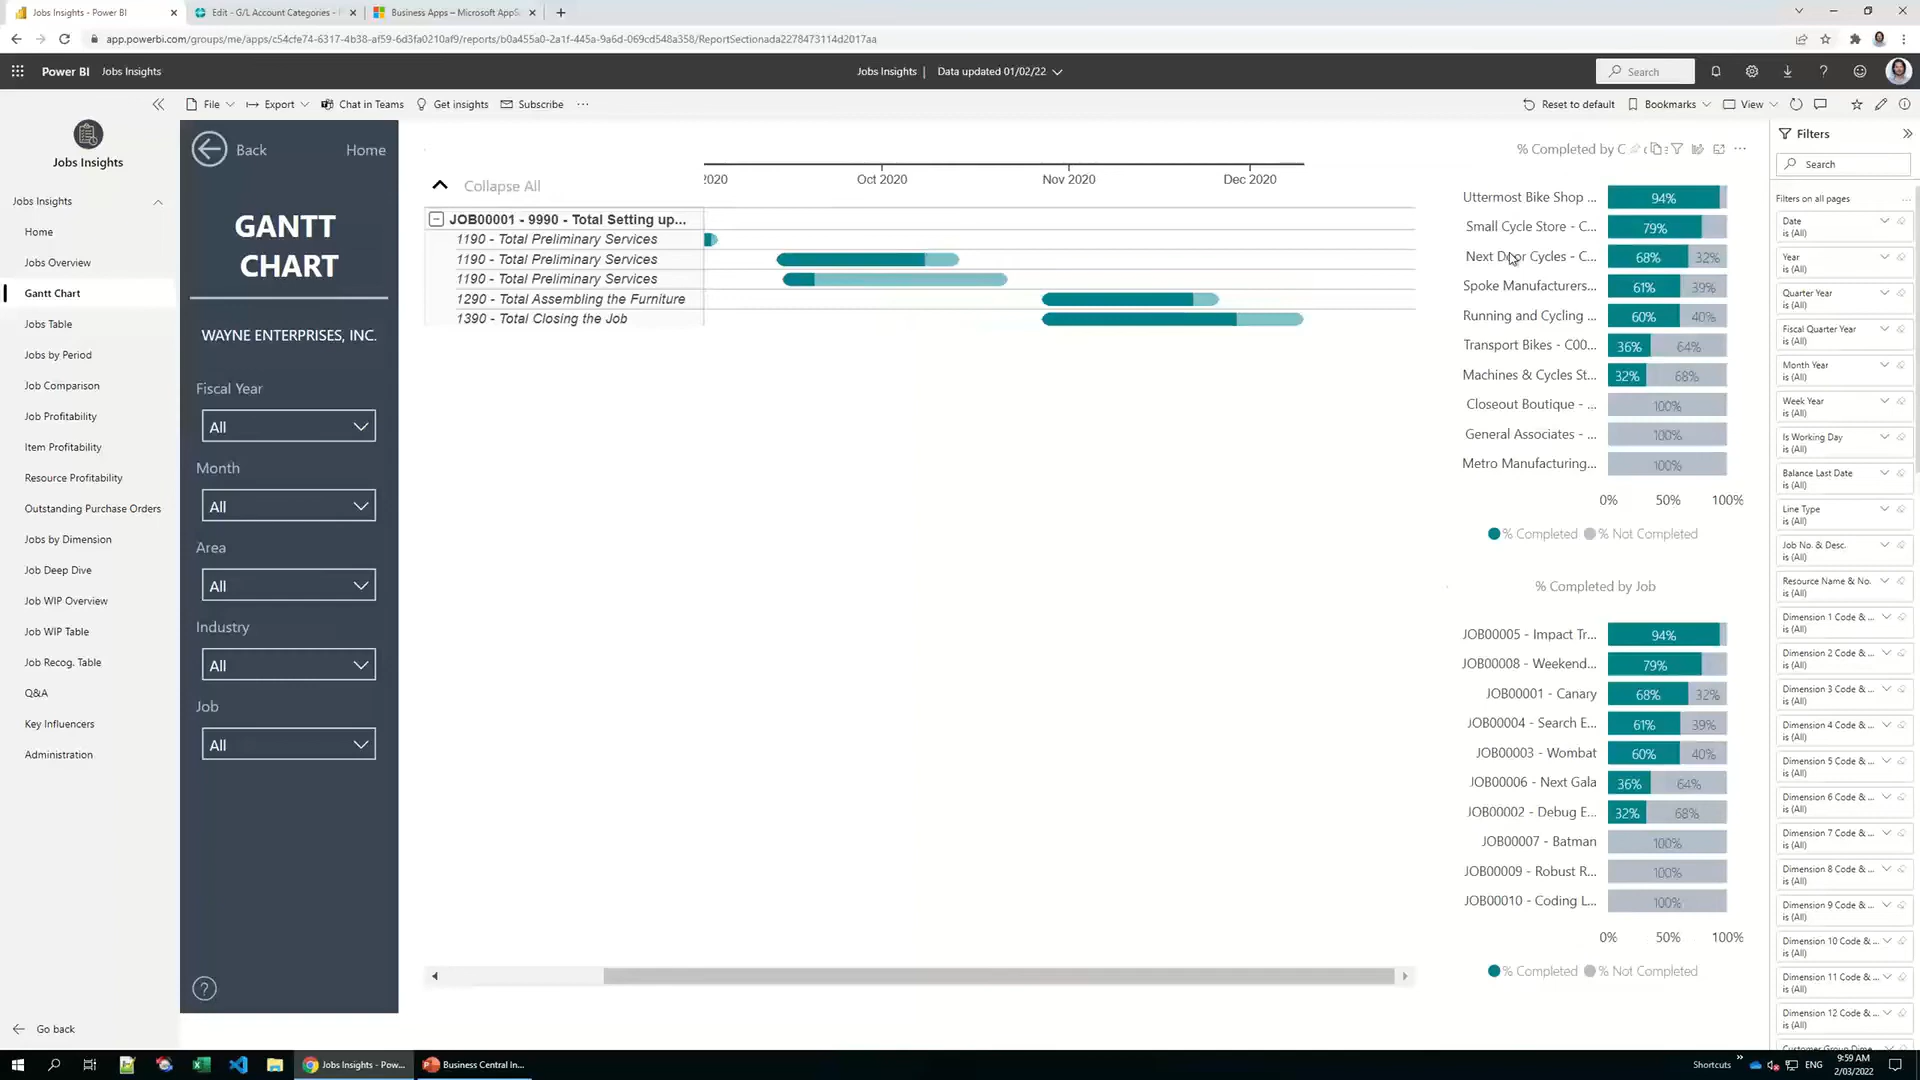 Jobs Insights - Power BI
Edit - G/L Account Categories -
Business Apps – Microsoft AppS
app.powerbi.com/groups/me/apps/c54cfe74-6317-4b38-af59-6d3fa0210af9/reports/b0a455a0-2a1f-445a-9a6d-069cd548a358/ReportSectionada2278473114d2017aa
Power BI Jobs Insights
Jobs Insights | Data updated 01/02/22
Search
File Export Chat in Teams Get insights Subscribe ...
Reset to default Bookmarks View
Jobs Insights
Jobs Insights
Home
Jobs Overview
Gantt Chart
Jobs Table
Jobs by Period
Job Comparison
Job Profitability
Item Profitability
Resource Profitability
Outstanding Purchase Orders
Jobs by Dimension
Job Deep Dive
Job WIP Overview
Job WIP Table
Job Recog. Table
Q&A
Key Influencers
Administration
Go back
Back Home
GANTT
CHART
WAYNE ENTERPRISES, INC.
Fiscal Year
All
Month
All
Area
All
Industry
All
Job
All
?
Collapse All
2020 Oct 2020 Nov 2020 Dec 2020
JOB00001 - 9990 - Total Setting up...
1190 - Total Preliminary Services
1190 - Total Preliminary Services
1190 - Total Preliminary Services
1290 - Total Assembling the Furniture
1390 - Total Closing the Job
% Completed by C
Uttermost Bike Shop ... 94%
Small Cycle Store - C... 79%
Next Door Cycles - C... 68% 32%
Spoke Manufacturers... 61% 39%
Running and Cycling ... 60% 40%
Transport Bikes - C00... 36% 64%
Machines & Cycles St... 32% 68%
Closeout Boutique - ... 100%
General Associates - ... 100%
Metro Manufacturing... 100%
0% 50% 100%
% Completed % Not Completed
% Completed by Job
JOB00005 - Impact Tr... 94%
JOB00008 - Weekend... 79%
JOB00001 - Canary 68% 32%
JOB00004 - Search E... 61% 39%
JOB00003 - Wombat 60% 40%
JOB00006 - Next Gala 36% 64%
JOB00002 - Debug E... 32% 68%
JOB00007 - Batman 100%
JOB00009 - Robust R... 100%
JOB00010 - Coding L... 100%
0% 50% 100%
% Completed % Not Completed
Filters
Search
Filters on all pages ...
Date
is (All)
Year
is (All)
Quarter Year
is (All)
Fiscal Quarter Year
is (All)
Month Year
is (All)
Week Year
is (All)
Is Working Day
is (All)
Balance Last Date
is (All)
Line Type
is (All)
Job No. & Desc.
is (All)
Resource Name & No.
is (All)
Dimension 1 Code & ...
is (All)
Dimension 2 Code & ...
is (All)
Dimension 3 Code & ...
is (All)
Dimension 4 Code & ...
is (All)
Dimension 5 Code & ...
is (All)
Dimension 6 Code & ...
is (All)
Dimension 7 Code & ...
is (All)
Dimension 8 Code & ...
is (All)
Dimension 9 Code & ...
is (All)
Dimension 10 Code & ...
is (All)
Dimension 11 Code & ...
is (All)
Dimension 12 Code & ...
is (All)
Customer Group Dime...
Jobs Insights - Pow...
Business Central In...
Shortcuts
ENG
9:59 AM
2/03/2022